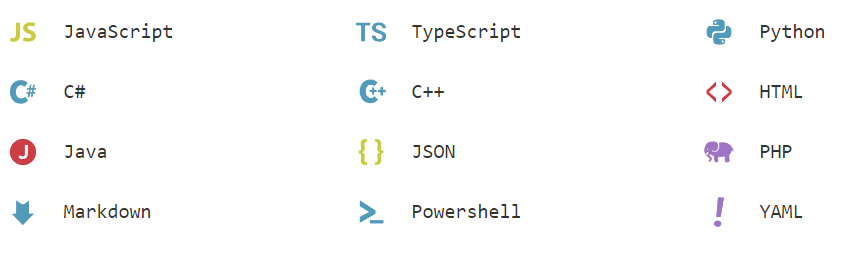 JS JavaScript TS TypeScript Python
C# C# C++ C++ <> HTML
J Java {} JSON PHP
Markdown >_ Powershell ! YAML